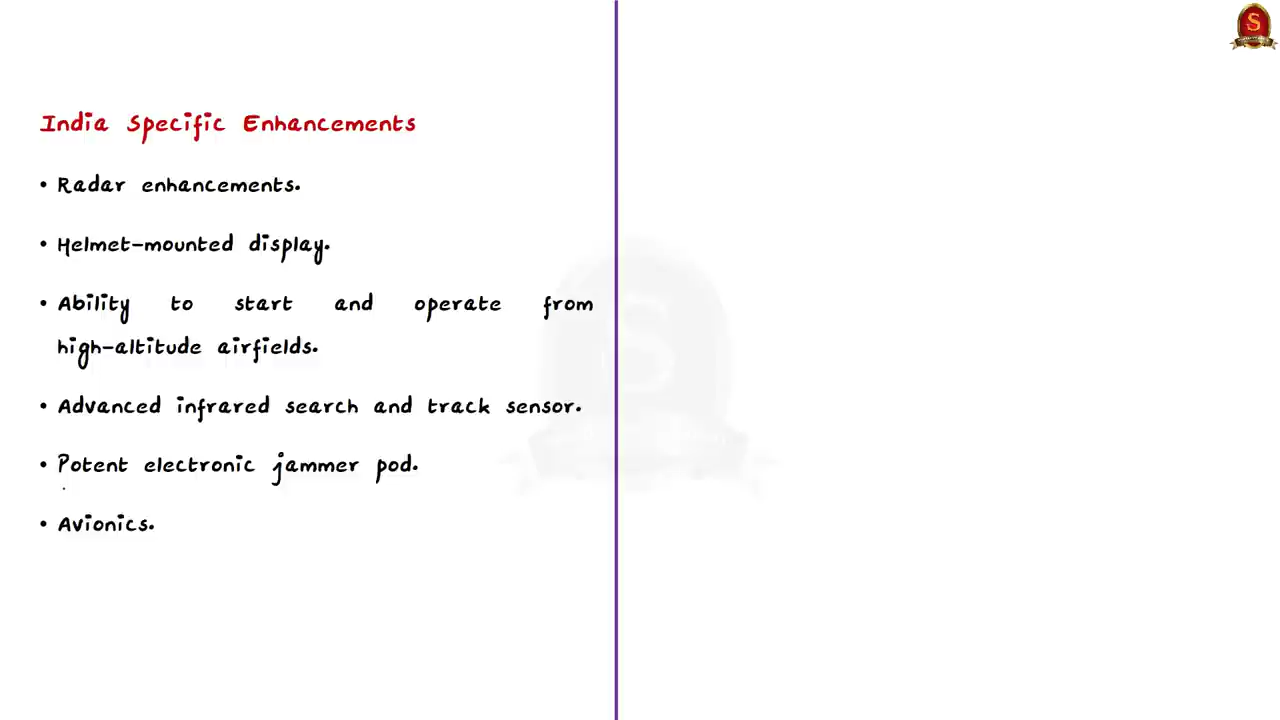 S
India Specific Enhancements
• Radar enhancements.
• Helmet-mounted display.
• Ability to start and operate from
high-altitude airfields.
• Advanced infrared search and track sensor.
• Potent electronic jammer pod.
• Avionics.
S